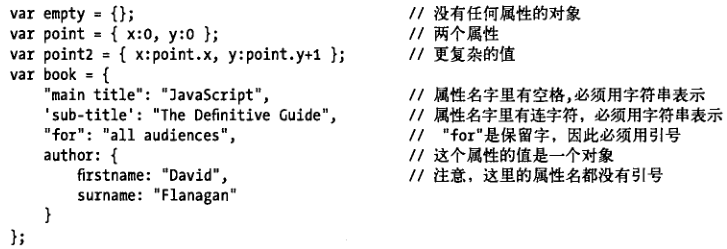 var empty = {}; // 没有任何属性的对象
var point = { x:0, y:0 }; // 两个属性
var point2 = { x:point.x, y:point.y+1 }; // 更复杂的值
var book = {
    "main title": "JavaScript", // 属性名字里有空格,必须用字符串表示
    'sub-title': "The Definitive Guide", // 属性名字里有连字符，必须用字符串表示
    "for": "all audiences", // "for"是保留字，因此必须用引号
    author: { // 这个属性的值是一个对象
        firstname: "David", // 注意，这里的属性名都没有引号
        surname: "Flanagan"
    }
};